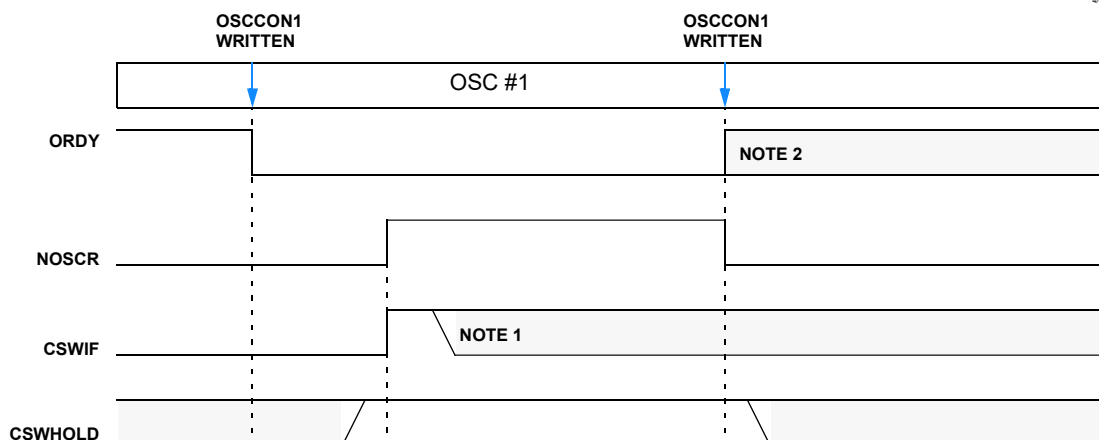 OSCCON1 OSCCON1
WRITTEN WRITTEN
OSC #1
ORDY
NOTE 2
NOSCR
NOTE 1
CSWIF
CSWHOLD